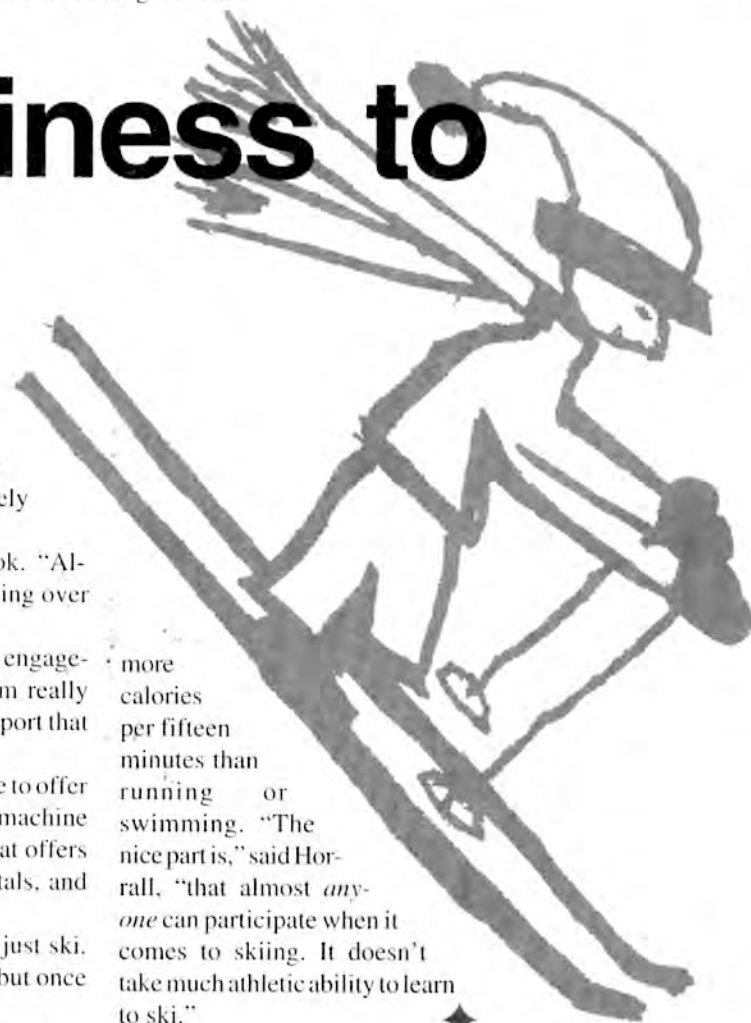 iness to
ely
ok. "Al-
ing over
engage-
m really
port that
e to offer
machine
at offers
tals, and
just ski.
but once
more
calories
per fifteen
minutes than
running or
swimming. "The
nice part is," said Hor-
rall, "that almost any-
one can participate when it
comes to skiing. It doesn't
take much athletic ability to learn
to ski."